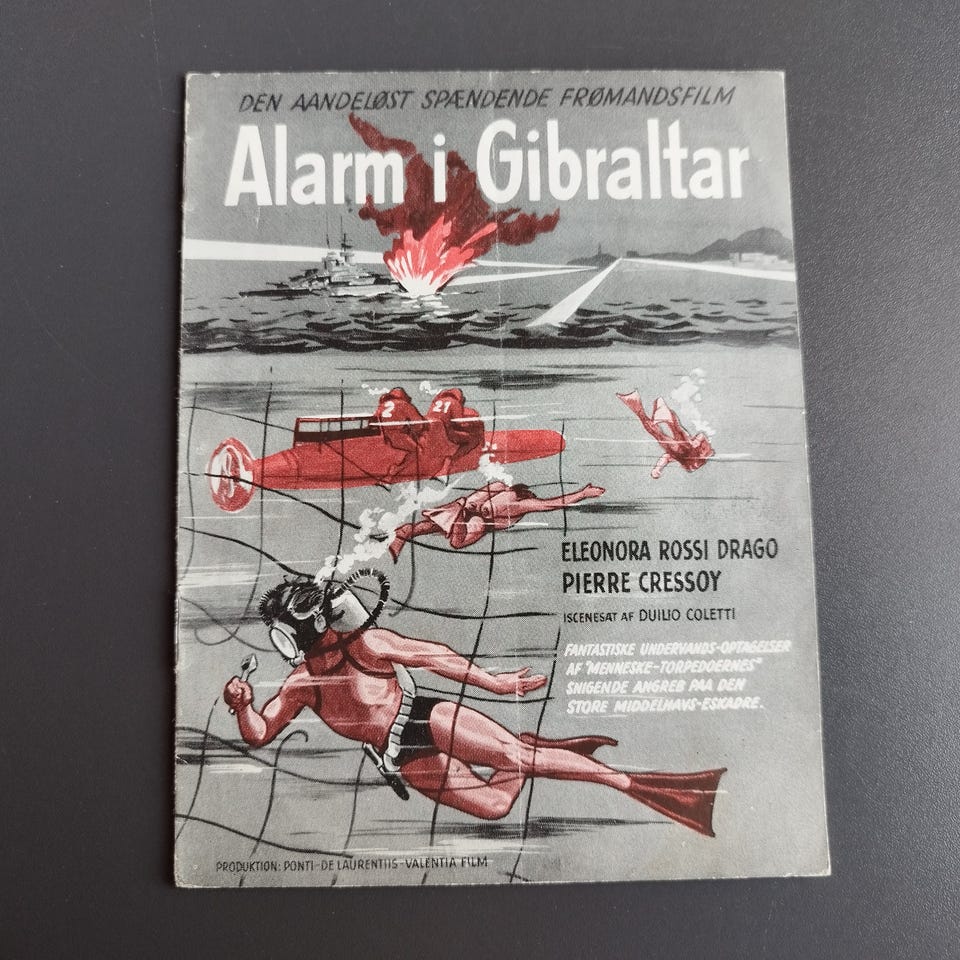 DEN AANDELØST SPÆNDENDE FRØMANDSFILM
Alarm i Gibraltar
2 21
ELEONORA ROSSI DRAGO
PIERRE CRESSOY
ISCENESAT AF DUILIO COLETTI
FANTASTISKE UNDERVANDS-OPTAGELSER
AF "MENNESKE-TORPEDOERNES"
SNIGENDE ANGREB PAA DEN
STORE MIDDELHAVS-ESKADRE.
PRODUKTION: PONTI-DE LAURENTIIS-VALENTIA FILM